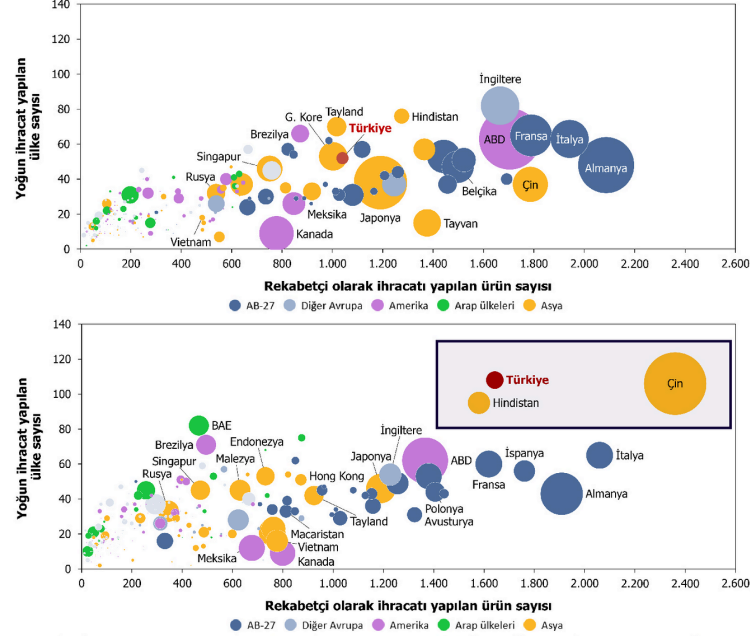 140
120
100
80
60
40
20
0
Yoğun ihracat yapılan
ülke sayısı
İngiltere
Tayland
Hindistan
G. Kore
Türkiye
Brezilya
ABD
Fransa
İtalya
Almanya
Singapur
Rusya
Belçika
Çin
Meksika
Japonya
Tayvan
Vietnam
Kanada
0 200 400 600 800 1.000 1.200 1.400 1.600 1.800 2.000 2.200 2.400 2.600
Rekabetçi olarak ihracatı yapılan ürün sayısı
AB-27 Diğer Avrupa Amerika Arap ülkeleri Asya
140
120
100
80
60
40
20
0
Yoğun ihracat yapılan
ülke sayısı
Türkiye
Çin
Hindistan
BAE
Brezilya
Endonezya
İngiltere
Malezya
Singapur
Rusya
Japonya
Hong Kong
ABD
İspanya
İtalya
Fransa
Almanya
Tayland
Polonya
Avusturya
Macaristan
Vietnam
Meksika
Kanada
0 200 400 600 800 1.000 1.200 1.400 1.600 1.800 2.000 2.200 2.400 2.600
Rekabetçi olarak ihracatı yapılan ürün sayısı
AB-27 Diğer Avrupa Amerika Arap ülkeleri Asya